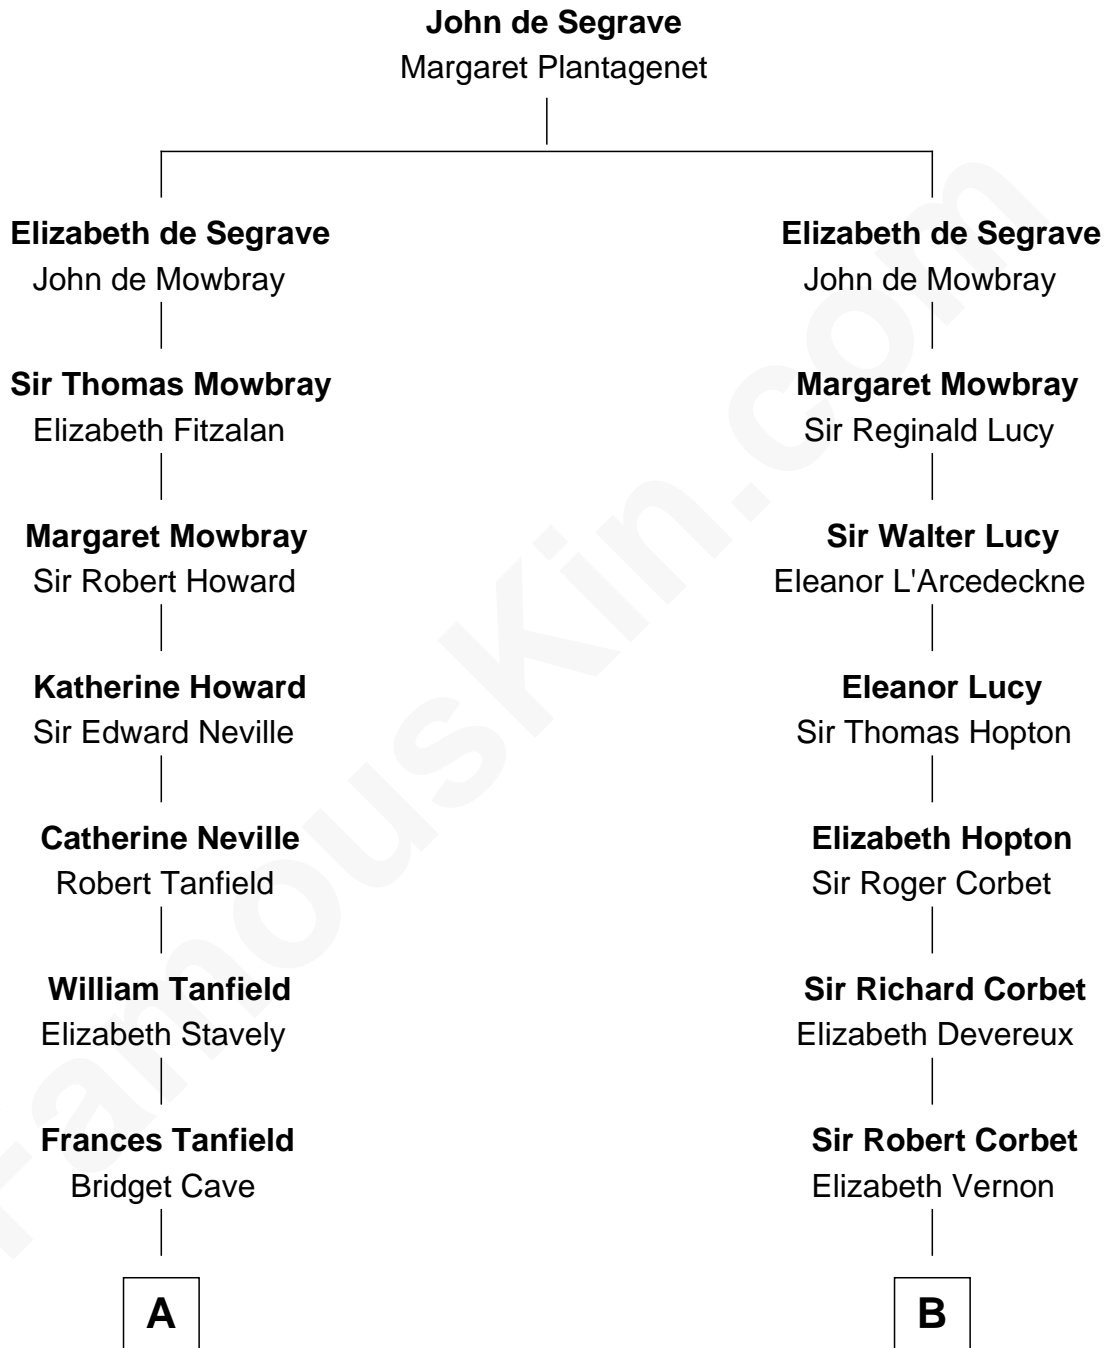 John de Segrave
Margaret Plantagenet
Elizabeth de Segrave
John de Mowbray
Sir Thomas Mowbray
Elizabeth Fitzalan
Margaret Mowbray
Sir Robert Howard
Katherine Howard
Sir Edward Neville
Catherine Neville
Robert Tanfield
William Tanfield
Elizabeth Stavely
Frances Tanfield
Bridget Cave
A
Elizabeth de Segrave
John de Mowbray
Margaret Mowbray
Sir Reginald Lucy
Sir Walter Lucy
Eleanor L'Arcedeckne
Eleanor Lucy
Sir Thomas Hopton
Elizabeth Hopton
Sir Roger Corbet
Sir Richard Corbet
Elizabeth Devereux
Sir Robert Corbet
Elizabeth Vernon
B
FamousKin.com